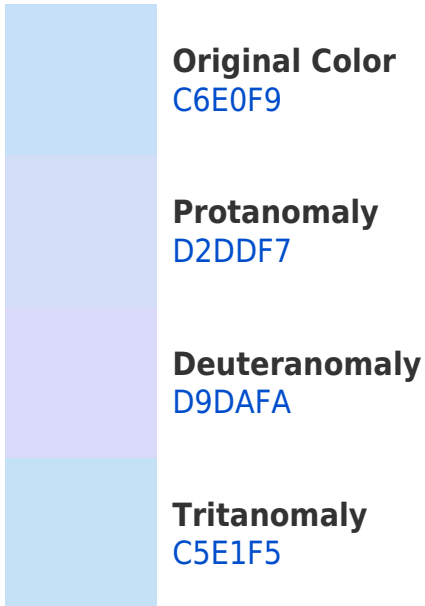 Original Color
C6E0F9
Protanomaly
D2DDF7
Deuteranomaly
D9DAFA
Tritanomaly
C5E1F5